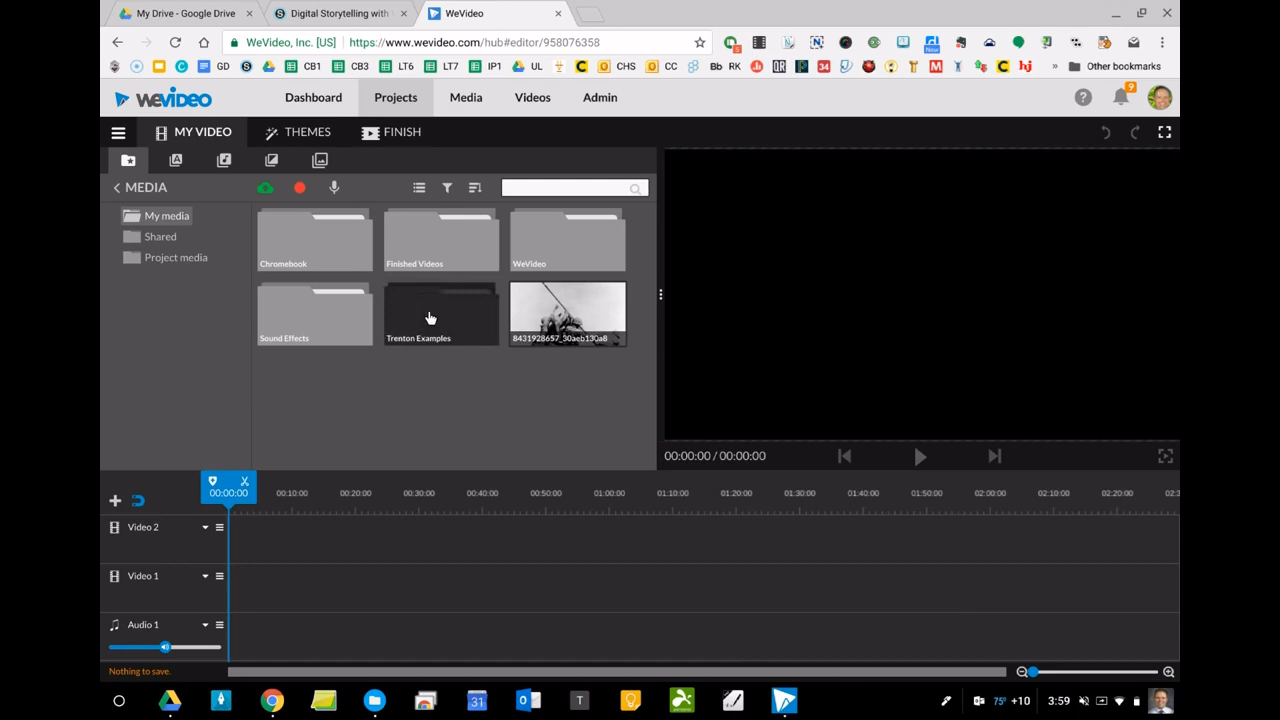 My Drive - Google Drive
Digital Storytelling with
WeVideo
WeVideo, Inc. [US]
https://www.wevideo.com/hub#editor/958076358
GD
CB1
CB3
LT6
LT7
IP1
UL
CHS
CC
Bb
RK
Other bookmarks
wevideo
Dashboard
Projects
Media
Videos
Admin
9
MY VIDEO
THEMES
FINISH
MEDIA
My media
Shared
Project media
Chromebook
Finished Videos
WeVideo
Sound Effects
Trenton Examples
8431928657_30aeb130a8
00:00:00 / 00:00:00
00:00:00
00:10:00
00:20:00
00:30:00
00:40:00
00:50:00
01:00:00
01:10:00
01:20:00
01:30:00
01:40:00
01:50:00
02:00:00
02:10:00
02:20:00
Video 2
Video 1
Audio 1
Nothing to save.
31
T
75°
+10
3:59